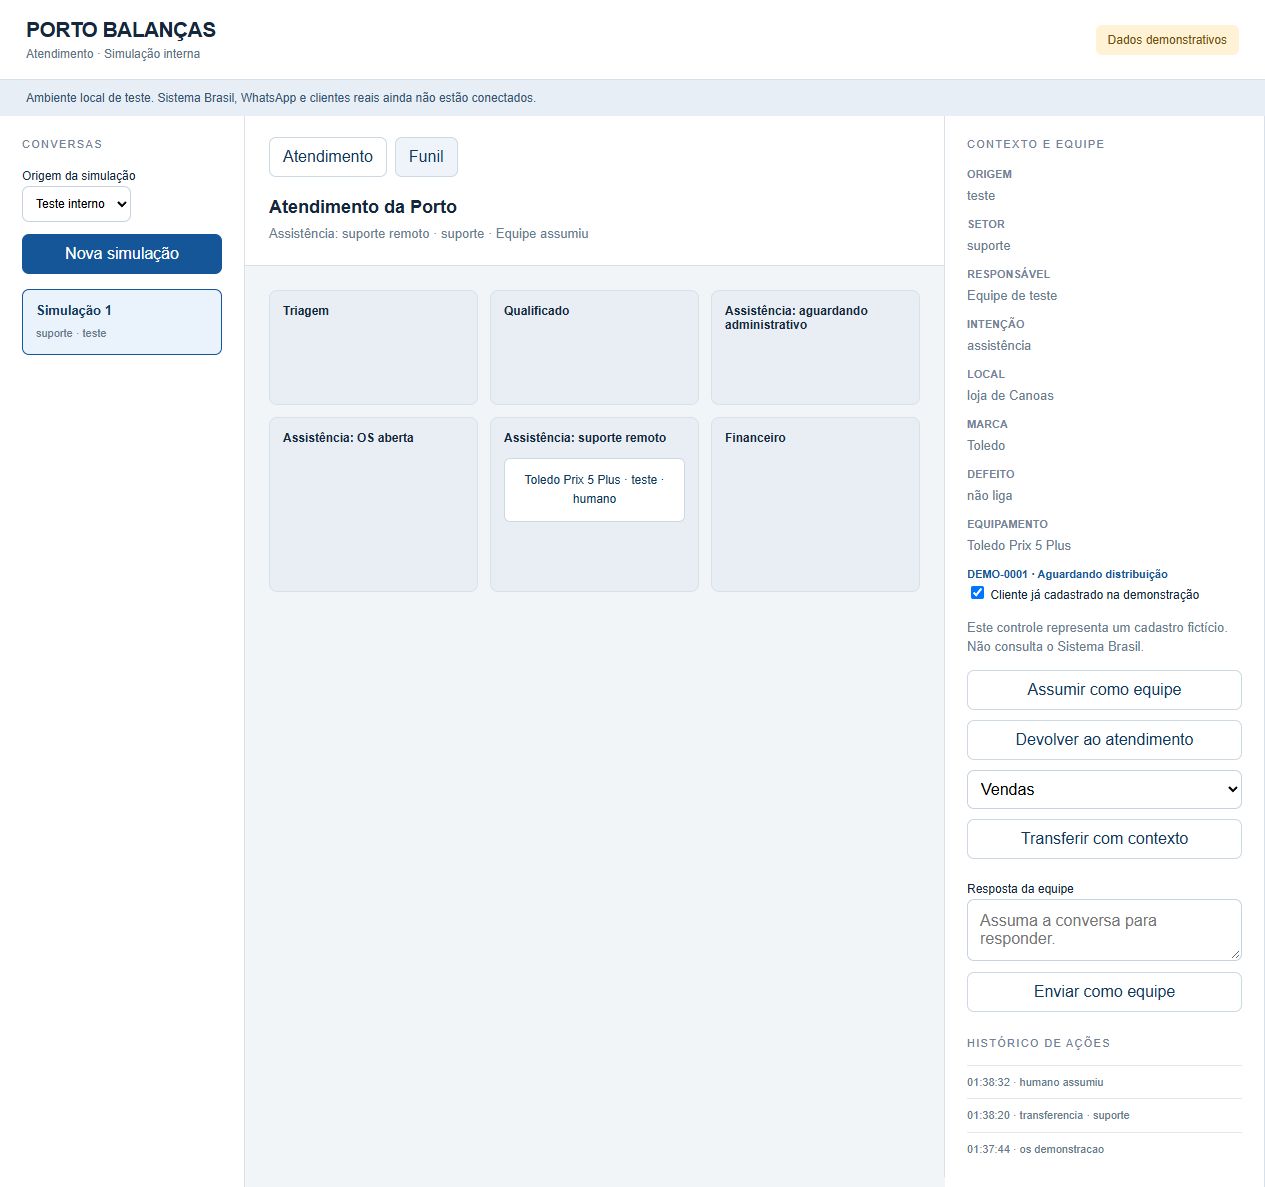 PORTO BALANÇAS
Atendimento · Simulação interna
Dados demonstrativos
Ambiente local de teste. Sistema Brasil, WhatsApp e clientes reais ainda não estão conectados.
CONVERSAS
Origem da simulação
Teste interno
Nova simulação
Simulação 1
suporte · teste
Atendimento
Funil
Atendimento da Porto
Assistência: suporte remoto · suporte · Equipe assumiu
Triagem
Qualificado
Assistência: aguardando
administrativo
Assistência: OS aberta
Assistência: suporte remoto
Toledo Prix 5 Plus · teste ·
humano
Financeiro
CONTEXTO E EQUIPE
ORIGEM
teste
SETOR
suporte
RESPONSÁVEL
Equipe de teste
INTENÇÃO
assistência
LOCAL
loja de Canoas
MARCA
Toledo
DEFEITO
não liga
EQUIPAMENTO
Toledo Prix 5 Plus
DEMO-0001 · Aguardando distribuição
Cliente já cadastrado na demonstração
Este controle representa um cadastro fictício.
Não consulta o Sistema Brasil.
Assumir como equipe
Devolver ao atendimento
Vendas
Transferir com contexto
Resposta da equipe
Assuma a conversa para
responder.
Enviar como equipe
HISTÓRICO DE AÇÕES
01:38:32 · humano assumiu
01:38:20 · transferencia · suporte
01:37:44 · os demonstracao